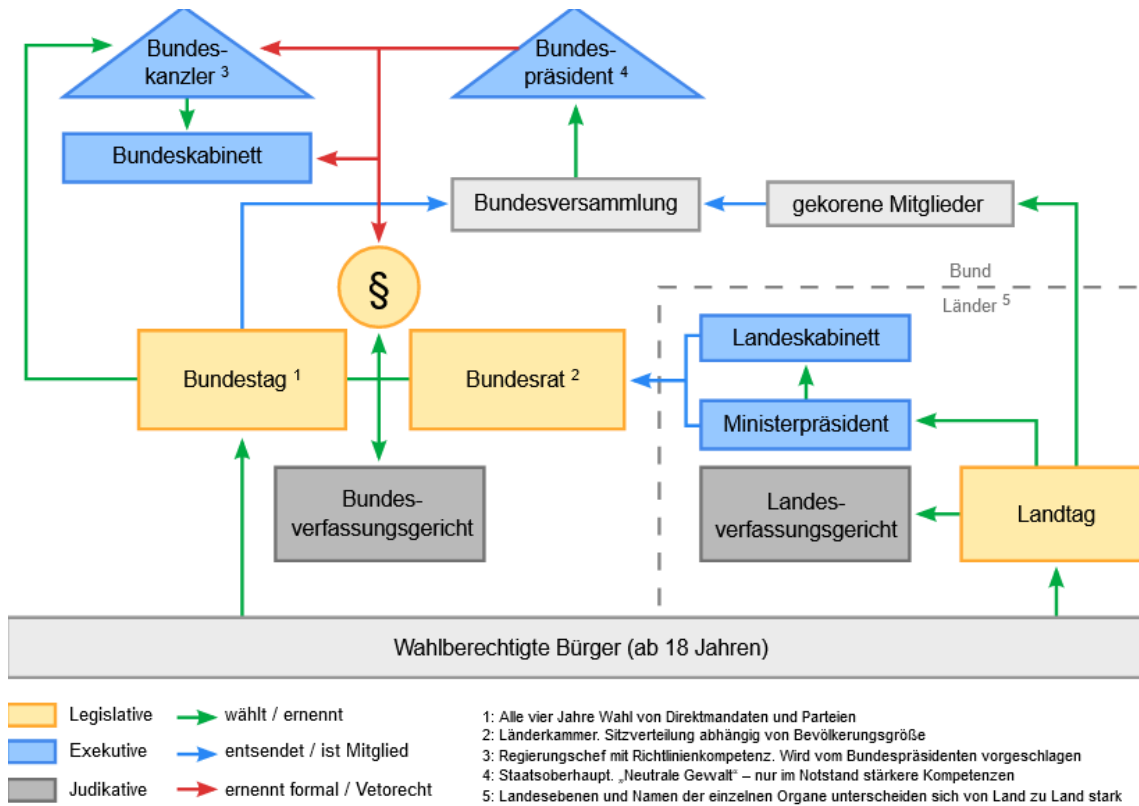 Bundes-
kanzler ³
Bundes-
präsident ⁴
Bundeskabinett
Bundesversammlung
gekorene Mitglieder
§
Bund
Länder ⁵
Landeskabinett
Bundestag ¹
Bundesrat ²
Ministerpräsident
Bundes-
verfassungsgericht
Landes-
verfassungsgericht
Landtag
Wahlberechtigte Bürger (ab 18 Jahren)
Legislative
wählt / ernennt
Exekutive
entsendet / ist Mitglied
Judikative
ernennt formal / Vetorecht
1: Alle vier Jahre Wahl von Direktmandaten und Parteien
2: Länderkammer. Sitzverteilung abhängig von Bevölkerungsgröße
3: Regierungschef mit Richtlinienkompetenz. Wird vom Bundespräsidenten vorgeschlagen
4: Staatsoberhaupt. „Neutrale Gewalt“ – nur im Notstand stärkere Kompetenzen
5: Landesebenen und Namen der einzelnen Organe unterscheiden sich von Land zu Land stark